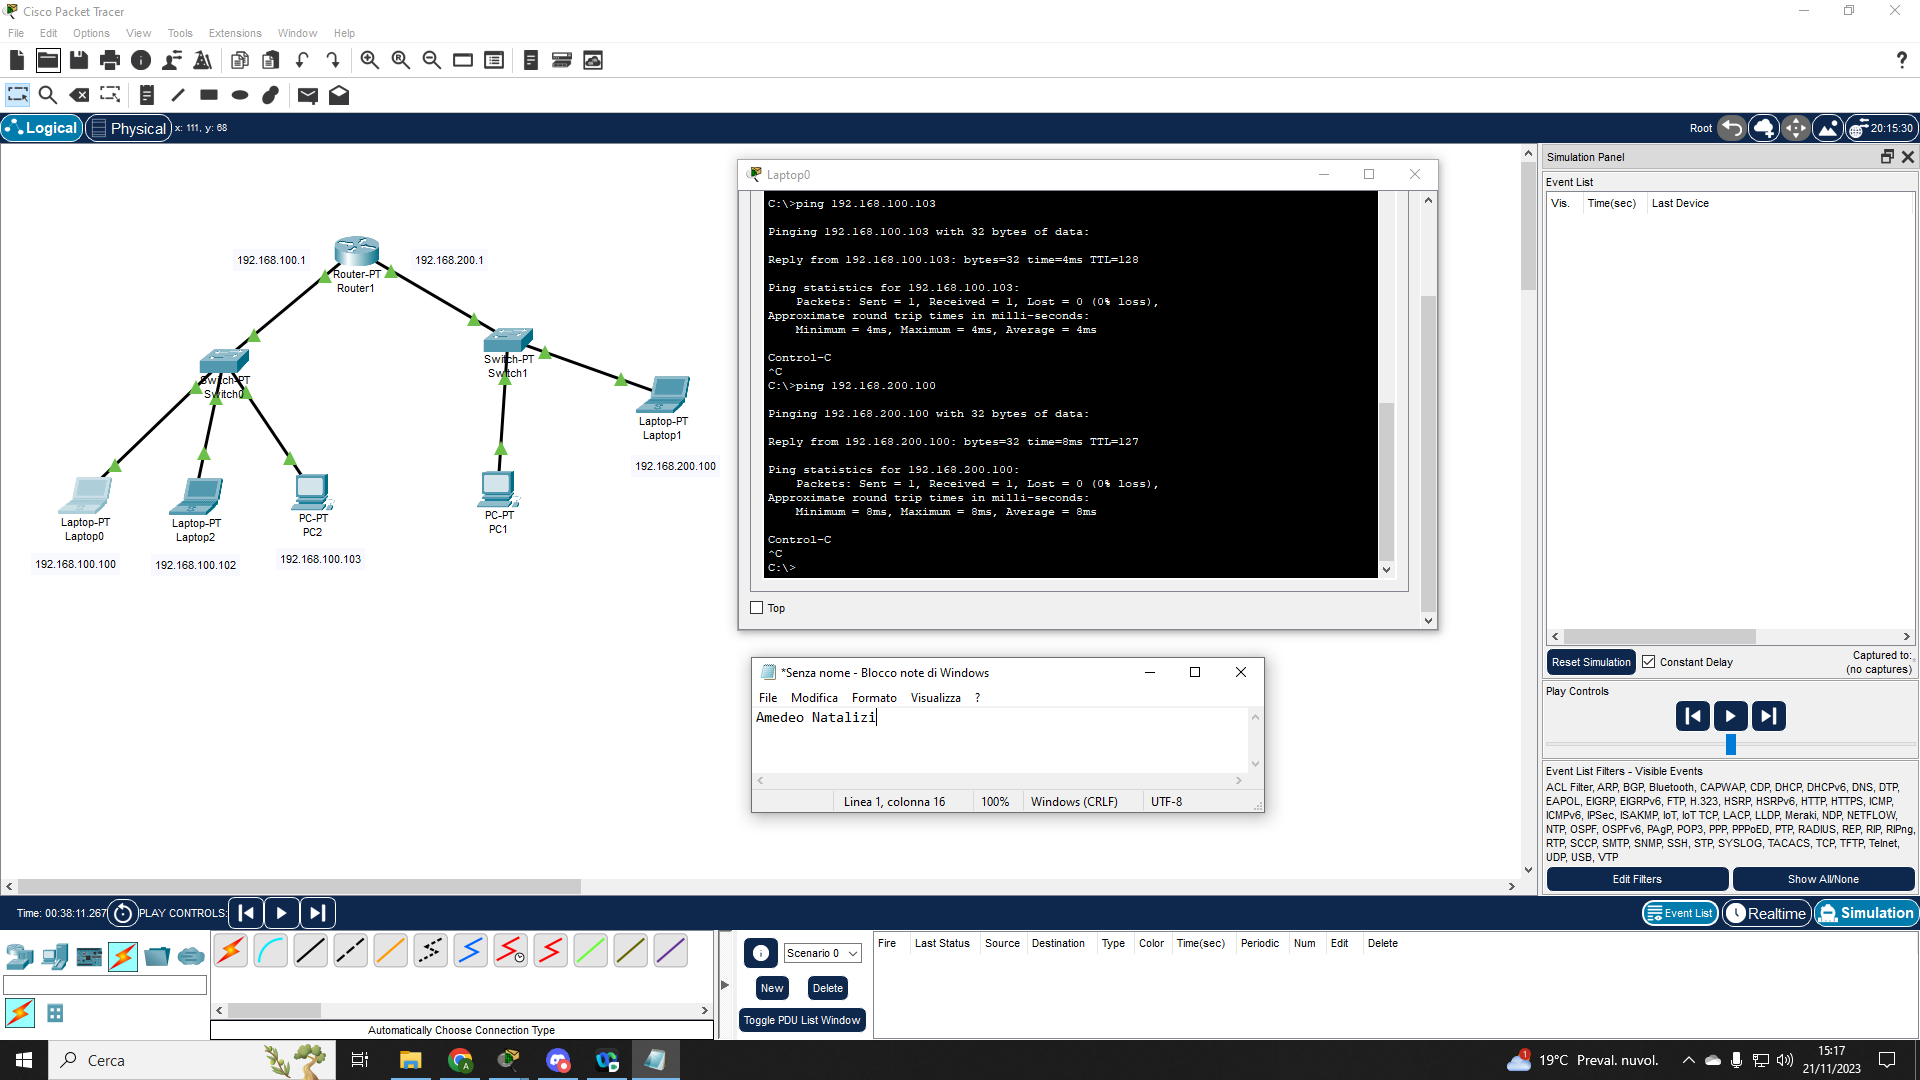 Cisco Packet Tracer
File Edit Options View Tools Extensions Window Help
?
Logical Physical x: 111, y: 68
Root 20:15:30
192.168.100.1
192.168.200.1
Router-PT
Router1
Switch-PT
Switch0
Switch-PT
Switch1
Laptop-PT
Laptop1
192.168.200.100
Laptop-PT
Laptop0
192.168.100.100
Laptop-PT
Laptop2
192.168.100.102
PC-PT
PC2
192.168.100.103
PC-PT
PC1
Laptop0
C:\>ping 192.168.100.103
Pinging 192.168.100.103 with 32 bytes of data:
Reply from 192.168.100.103: bytes=32 time=4ms TTL=128
Ping statistics for 192.168.100.103:
Packets: Sent = 1, Received = 1, Lost = 0 (0% loss),
Approximate round trip times in milli-seconds:
Minimum = 4ms, Maximum = 4ms, Average = 4ms
Control-C
^C
C:\>ping 192.168.200.100
Pinging 192.168.200.100 with 32 bytes of data:
Reply from 192.168.200.100: bytes=32 time=8ms TTL=127
Ping statistics for 192.168.200.100:
Packets: Sent = 1, Received = 1, Lost = 0 (0% loss),
Approximate round trip times in milli-seconds:
Minimum = 8ms, Maximum = 8ms, Average = 8ms
Control-C
^C
C:\>
Top
*Senza nome - Blocco note di Windows
File Modifica Formato Visualizza ?
Amedeo Natalizi
Linea 1, colonna 16 100% Windows (CRLF) UTF-8
Simulation Panel
Event List
Vis. Time(sec) Last Device
Reset Simulation Constant Delay
Captured to:
(no captures)
Play Controls
Event List Filters - Visible Events
ACL Filter, ARP, BGP, Bluetooth, CAPWAP, CDP, DHCP, DHCPv6, DNS, DTP,
EAPOL, EIGRP, EIGRPv6, FTP, H.323, HSRP, HSRPv6, HTTP, HTTPS, ICMP,
ICMPv6, IPSec, ISAKMP, IoT, IoT TCP, LACP, LLDP, Meraki, NDP, NETFLOW,
NTP, OSPF, OSPFv6, PAgP, POP3, PPP, PPPoED, PTP, RADIUS, REP, RIP, RIPng,
RTP, SCCP, SMTP, SNMP, SSH, STP, SYSLOG, TACACS, TCP, TFTP, Telnet,
UDP, USB, VTP
Edit Filters Show All/None
Time: 00:38:11.267 PLAY CONTROLS:
Event List Realtime Simulation
Scenario 0
New Delete
Toggle PDU List Window
Fire Last Status Source Destination Type Color Time(sec) Periodic Num Edit Delete
Automatically Choose Connection Type
Cerca
1
19°C Preval. nuvol.
15:17
21/11/2023